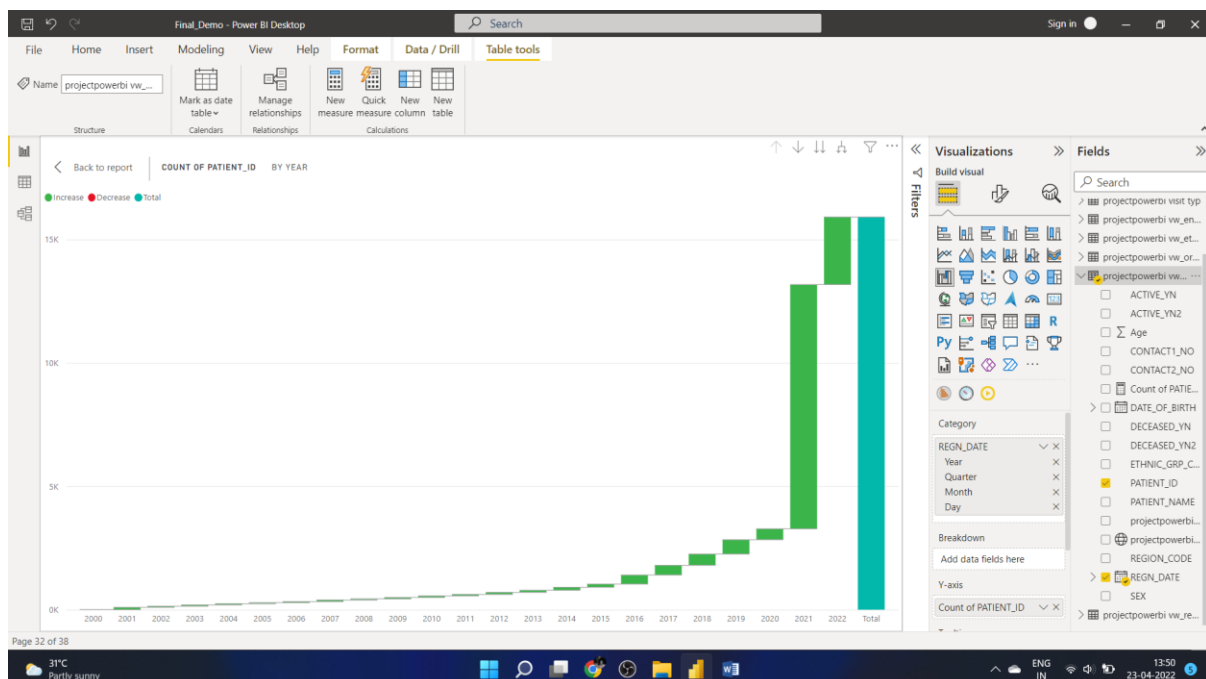 Final_Demo - Power BI Desktop
Search
Sign in
File Home Insert Modeling View Help Format Data / Drill Table tools
Name projectpowerbi vw_...
Mark as date table
Manage relationships
New measure
Quick measure
New column
New table
Structure Calendars Relationships Calculations
Back to report COUNT OF PATIENT_ID BY YEAR
Increase Decrease Total
15K
10K
5K
0K
2000 2001 2002 2003 2004 2005 2006 2007 2008 2009 2010 2011 2012 2013 2014 2015 2016 2017 2018 2019 2020 2021 2022 Total
Filters
Visualizations
Build visual
R
Py
...
Category
REGN_DATE
Year
Quarter
Month
Day
Breakdown
Add data fields here
Y-axis
Count of PATIENT_ID
Fields
Search
projectpowerbi visit typ
projectpowerbi vw_en...
projectpowerbi vw_et...
projectpowerbi vw_or...
projectpowerbi vw... ...
ACTIVE_YN
ACTIVE_YN2
Age
CONTACT1_NO
CONTACT2_NO
Count of PATIE...
DATE_OF_BIRTH
DECEASED_YN
DECEASED_YN2
ETHNIC_GRP_C...
PATIENT_ID
PATIENT_NAME
projectpowerbi...
projectpowerbi...
REGION_CODE
REGN_DATE
SEX
projectpowerbi vw_re...
Page 32 of 38
31°C
Partly sunny
ENG
IN
13:50
23-04-2022
5